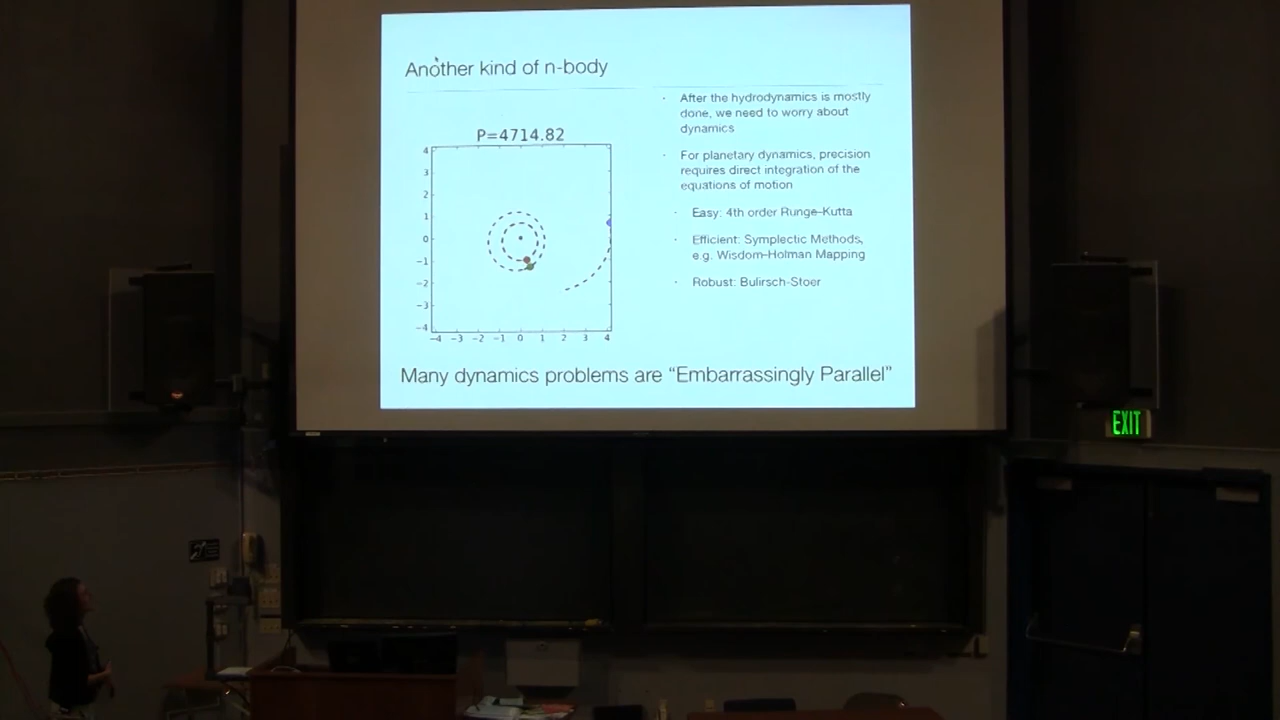 Another kind of n-body
P=4714.82
4
3
2
1
0
−1
−2
−3
−4
−4 −3 −2 −1 0 1 2 3 4
· After the hydrodynamics is mostly
done, we need to worry about
dynamics
· For planetary dynamics, precision
requires direct integration of the
equations of motion
· Easy: 4th order Runge-Kutta
· Efficient: Symplectic Methods,
e.g. Wisdom-Holman Mapping
· Robust: Bulirsch-Stoer
Many dynamics problems are “Embarrassingly Parallel”
EXIT